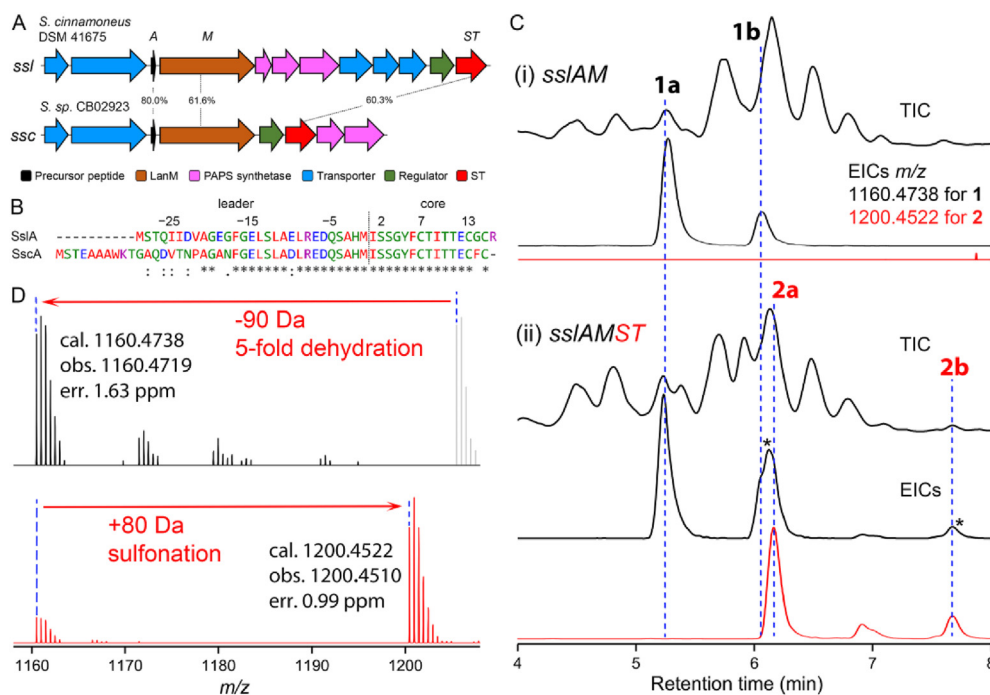 A
S. cinnamoneus
DSM 41675
A
M
ST
ssl
80.0%
61.6%
60.3%
S. sp. CB02923
ssc
Precursor peptide
LanM
PAPS synthetase
Transporter
Regulator
ST
B
leader
core
−25
−15
−5
2
7
13
SslA
----------MSTQIIDVAGEGFGELSLAELREDQSAHMISSGYFCTITTECGCR
SscA
MSTEAAAWKTGAQDVTNPAGANFGELSLADLREDQSAHMISSGYFCTITTECFC-
D
-90 Da
5-fold dehydration
cal. 1160.4738
obs. 1160.4719
err. 1.63 ppm
+80 Da
sulfonation
cal. 1200.4522
obs. 1200.4510
err. 0.99 ppm
1160
1170
1180
1190
1200
m/z
C
1b
(i) sslAM
1a
TIC
EICs m/z
1160.4738 for 1
1200.4522 for 2
2a
(ii) sslAMST
TIC
2b
*
EICs
*
4
5
6
7
8
Retention time (min)